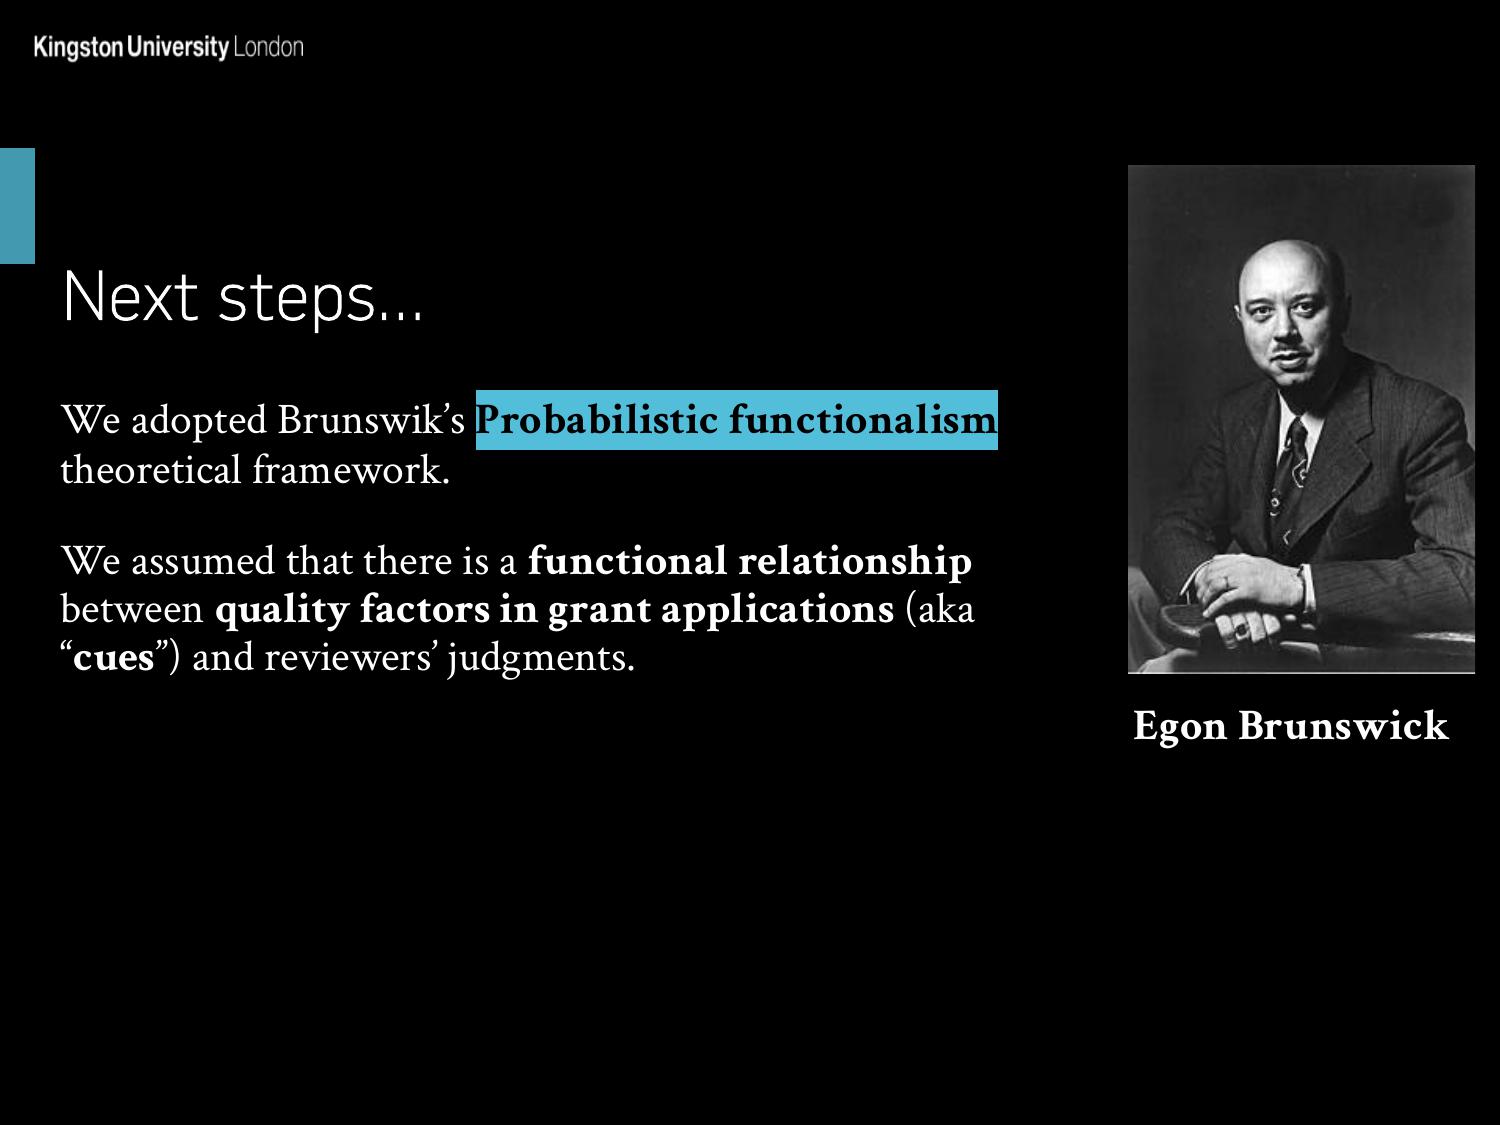 Kingston University London
Next steps...
We adopted Brunswik’s Probabilistic functionalism
theoretical framework.
We assumed that there is a functional relationship
between quality factors in grant applications (aka
“cues”) and reviewers’ judgments.
Egon Brunswick